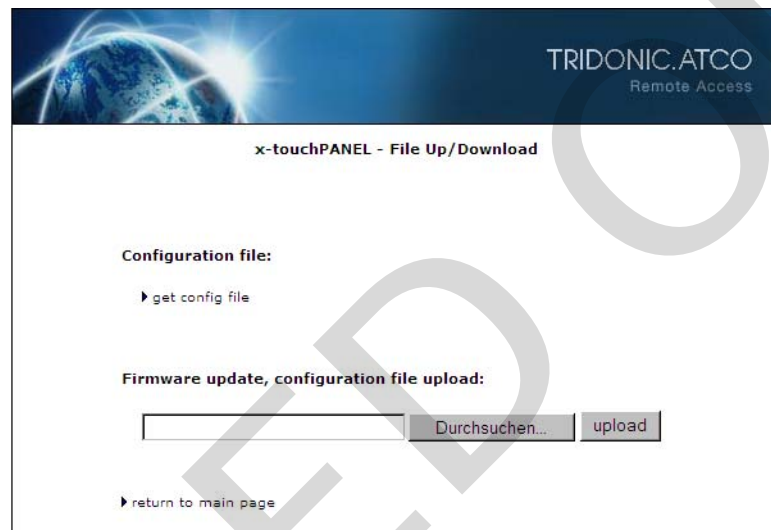 TRIDONIC.ATCO
Remote Access
x-touchPANEL - File Up/Download
Configuration file:
get config file
Firmware update, configuration file upload:
Durchsuchen... upload
return to main page